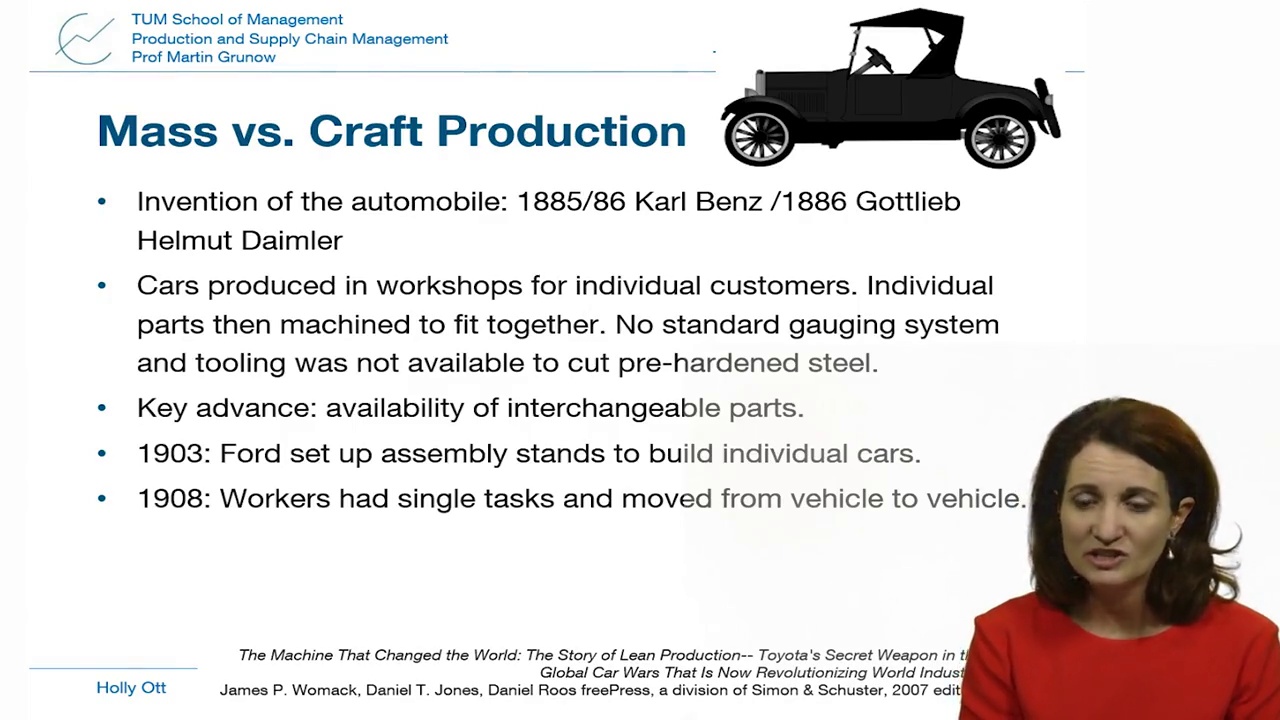 TUM School of Management
Production and Supply Chain Management
Prof Martin Grunow
Mass vs. Craft Production
• Invention of the automobile: 1885/86 Karl Benz /1886 Gottlieb
Helmut Daimler
• Cars produced in workshops for individual customers. Individual
parts then machined to fit together. No standard gauging system
and tooling was not available to cut pre-hardened steel.
• Key advance: availability of interchangeable parts.
• 1903: Ford set up assembly stands to build individual cars.
• 1908: Workers had single tasks and moved from vehicle to vehicle.
The Machine That Changed the World: The Story of Lean Production-- Toyota's Secret Weapon in
Global Car Wars That Is Now Revolutionizing World
Holly Ott
James P. Womack, Daniel T. Jones, Daniel Roos freePress, a division of Simon & Schuster, 2007